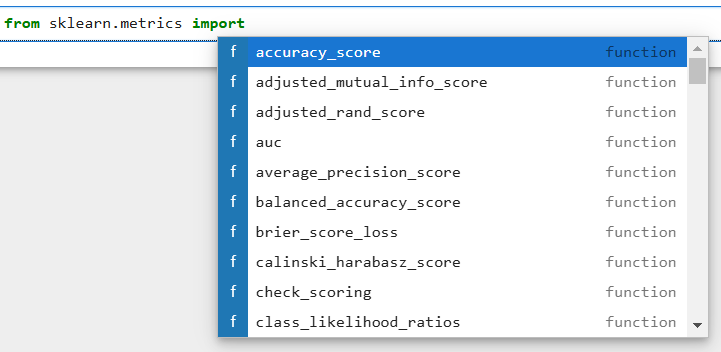 from sklearn.metrics import
f accuracy_score function
f adjusted_mutual_info_score function
f adjusted_rand_score function
f auc function
f average_precision_score function
f balanced_accuracy_score function
f brier_score_loss function
f calinski_harabasz_score function
f check_scoring function
f class_likelihood_ratios function